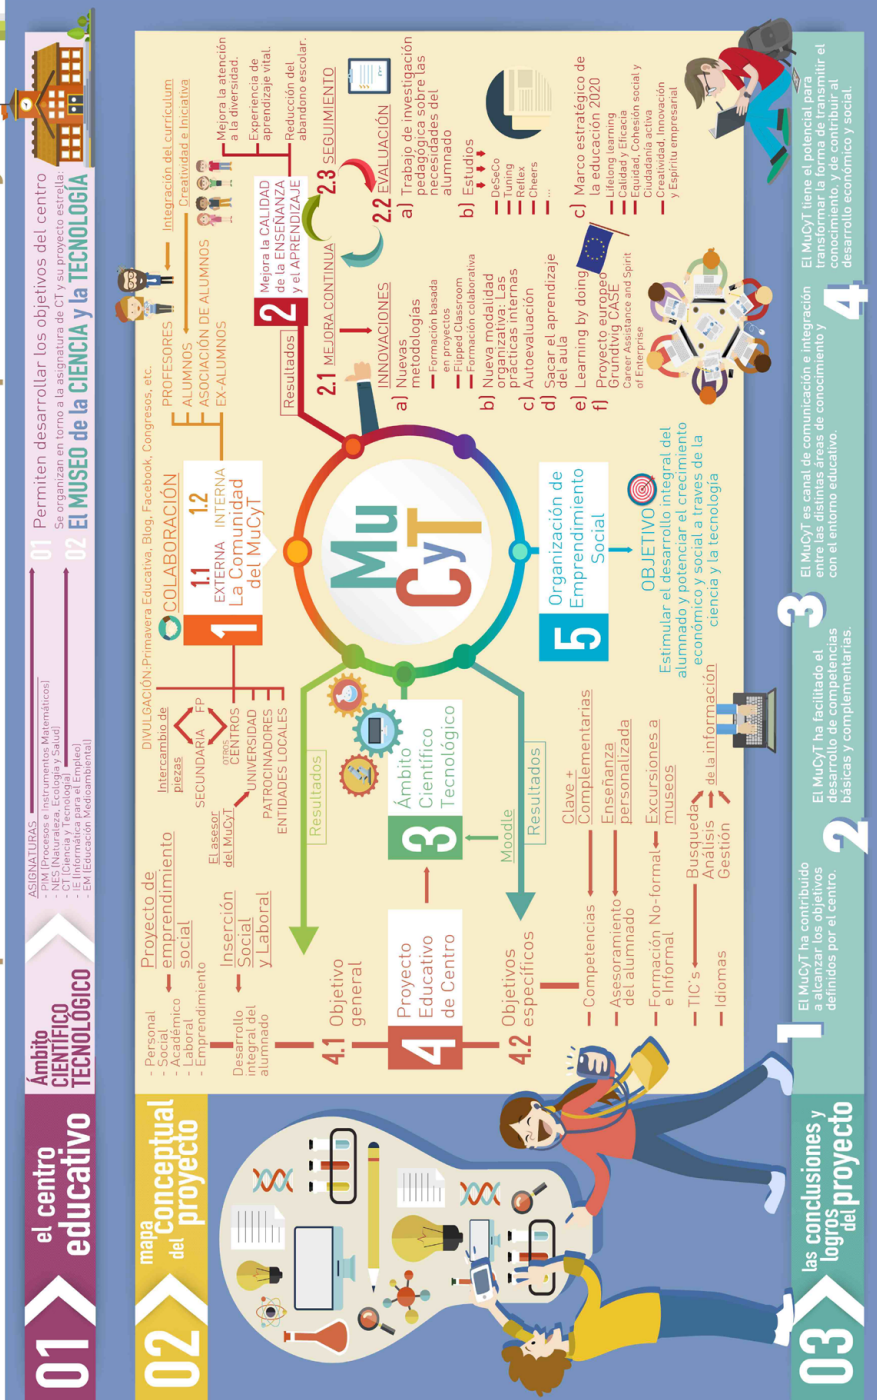 01
el centro
educativo
Ámbito
CIENTÍFICO
TECNOLÓGICO
ASIGNATURAS
- PIM (Procesos e Instrumentos Matemáticos)
- NES (Naturaleza, Ecología y Salud)
- CT (Ciencia y Tecnología)
- IE (Informática para el Empleo)
- EM (Educación Medioambiental)
01 Permiten desarrollar los objetivos del centro
Se organizan en torno a la asignatura de CT y su proyecto estrella:
02 El MUSEO de la CIENCIA y la TECNOLOGÍA
02
mapa
conceptual
del proyecto
Mu
CyT
1
COLABORACIÓN
1.1 1.2
EXTERNA INTERNA
La Comunidad
del MuCyT
DIVULGACIÓN: Primavera Educativa, Blog, Facebook, Congresos, etc.
Intercambio de
piezas
SECUNDARIA FP
OTROS
CENTROS
El asesor
del MuCyT
UNIVERSIDAD
PATROCINADORES
ENTIDADES LOCALES
PROFESORES
ALUMNOS
ASOCIACIÓN DE ALUMNOS
EX-ALUMNOS
Integración del currículum
Creatividad e Iniciativa
2
Mejora la CALIDAD
de la ENSEÑANZA
y el APRENDIZAJE
Mejora la atención
a la diversidad.
Experiencia de
aprendizaje vital.
Reducción del
abandono escolar.
Resultados
2.1 MEJORA CONTINUA
2.3 SEGUIMIENTO
2.2 EVALUACIÓN
INNOVACIONES
a) Nuevas
metodologías
Formación basada
en proyectos
Flipped Classroom
Formación colaborativa
b) Nueva modalidad
organizativa: Las
prácticas internas
c) Autoevaluación
d) Sacar el aprendizaje
del aula
e) Learning by doing
f) Proyecto europeo
Grundtvig CASE
Career Assistance and Spirit
of Enterprise
a) Trabajo de investigación
pedagógica sobre las
necesidades del
alumnado
b) Estudios
DeSeCo
Tuning
Reflex
Cheers
...
c) Marco estratégico de
la educación 2020
Lifelong learning
Calidad y Eficacia
Equidad, Cohesión social y
Ciudadanía activa
Creatividad, Innovación
y Espíritu empresarial
3
Ámbito
Científico
Tecnológico
Moodle
Resultados
Resultados
4
Proyecto
Educativo
de Centro
4.1 Objetivo
general
Proyecto de
emprendimiento
social
- Personal
- Social
- Académico
- Laboral
- Emprendimiento
Inserción
Social
y Laboral
Desarrollo
integral del
alumnado
4.2 Objetivos
específicos
Competencias
Clave +
Complementarias
Asesoramiento
del alumnado
Enseñanza
personalizada
Formación No-formal
e Informal
Excursiones a
museos
TIC's
Busqueda
Análisis
Gestión
de la información
Idiomas
5
Organización de
Emprendimiento
Social
OBJETIVO
Estimular el desarrollo integral del
alumnado y potenciar el crecimiento
económico y social a traves de la
ciencia y la tecnología
03
las conclusiones y
logros
del proyecto
1
El MuCyT ha contribuido
a alcanzar los objetivos
definidos por el centro.
2
El MuCyT ha facilitado el
desarrollo de competencias
básicas y complementarias.
3
El MuCyT es canal de comunicación e integración
entre las distintas áreas de conocimiento y
con el entorno educativo.
4
El MuCyT tiene el potencial para
transformar la forma de transmitir el
conocimiento, y de contribuir al
desarrollo económico y social.